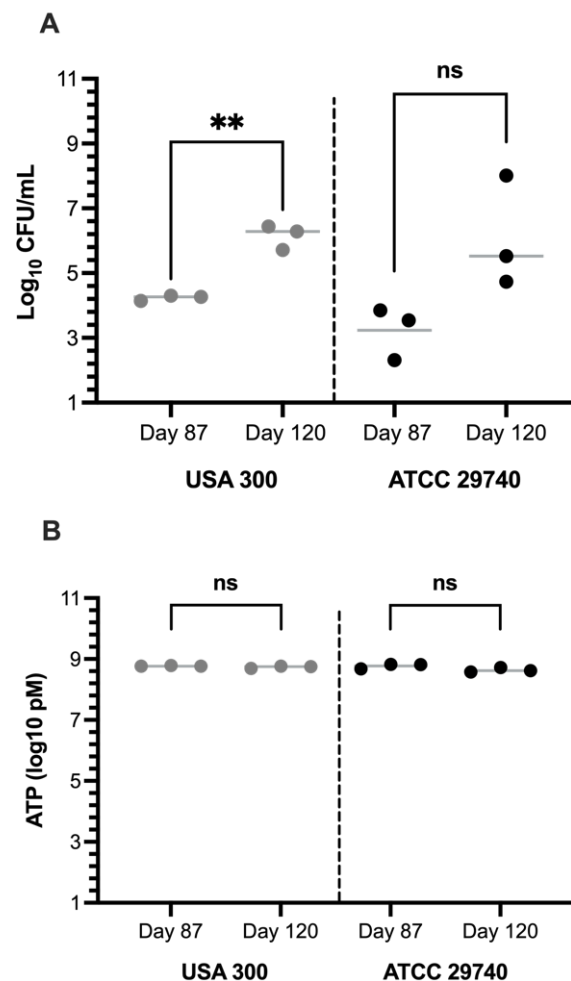 A
Log10 CFU/mL
11
9
7
5
3
1
**
ns
Day 87 Day 120 Day 87 Day 120
USA 300 ATCC 29740
B
ATP (log10 pM)
11
9
7
5
3
1
ns ns
Day 87 Day 120 Day 87 Day 120
USA 300 ATCC 29740